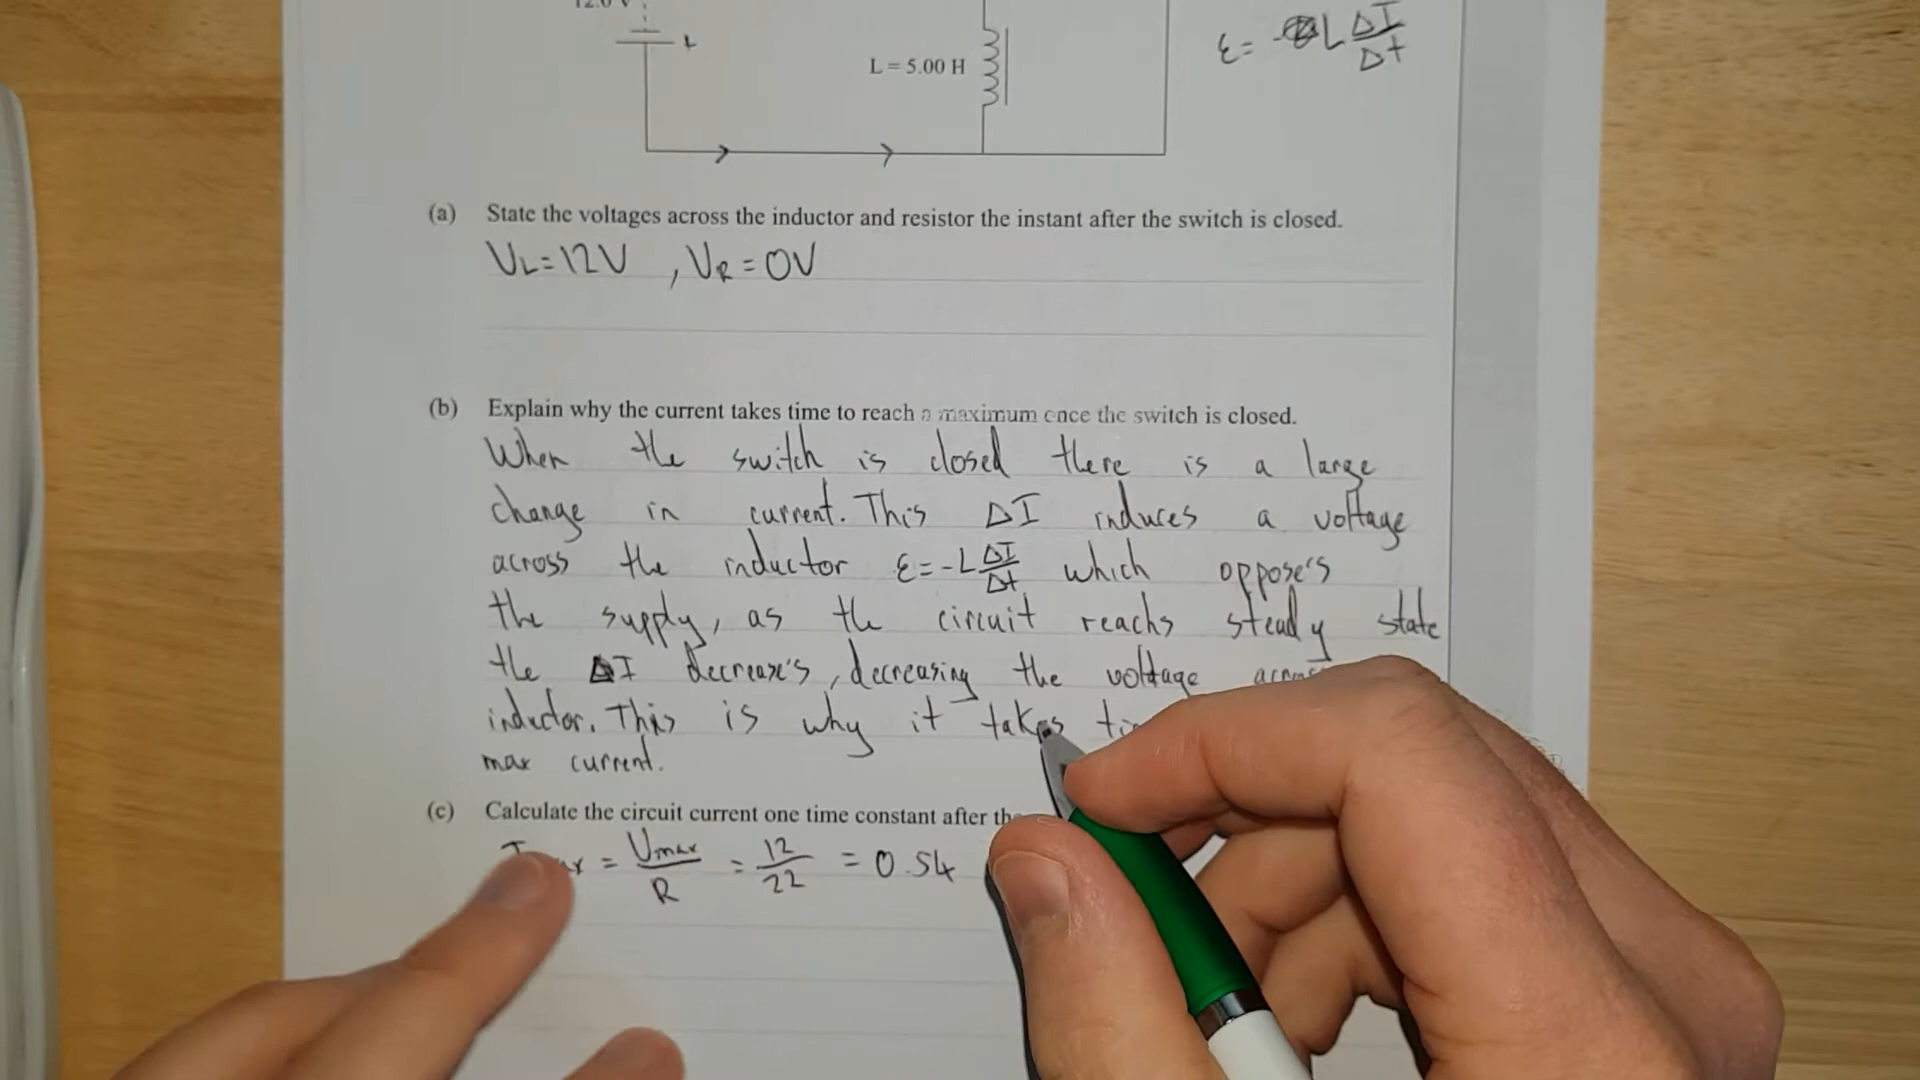 12.0 V
+
L = 5.00 H
ε = -L ΔI/Δt
(a) State the voltages across the inductor and resistor the instant after the switch is closed.
VL=12V , VR=0V
(b) Explain why the current takes time to reach a maximum once the switch is closed.
When the switch is closed there is a large
change in current. This ΔI induces a voltage
across the inductor ε=-L ΔI/Δt which oppose's
the supply, as the circuit reachs steady state
the ΔI decrease's, decreasing the voltage
inductor. This is why it takes
max current.
(c) Calculate the circuit current one time constant after
= Vmax/R = 12/22 = 0.54